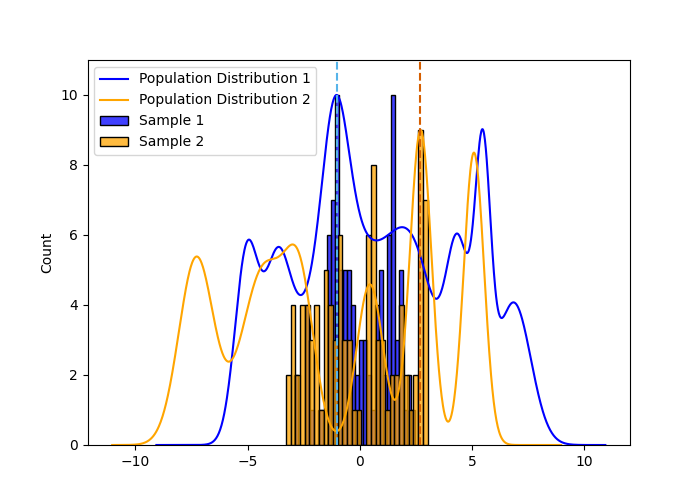 Population Distribution 1
Population Distribution 2
Sample 1
Sample 2
Count
10
8
6
4
2
0
−10
−5
0
5
10